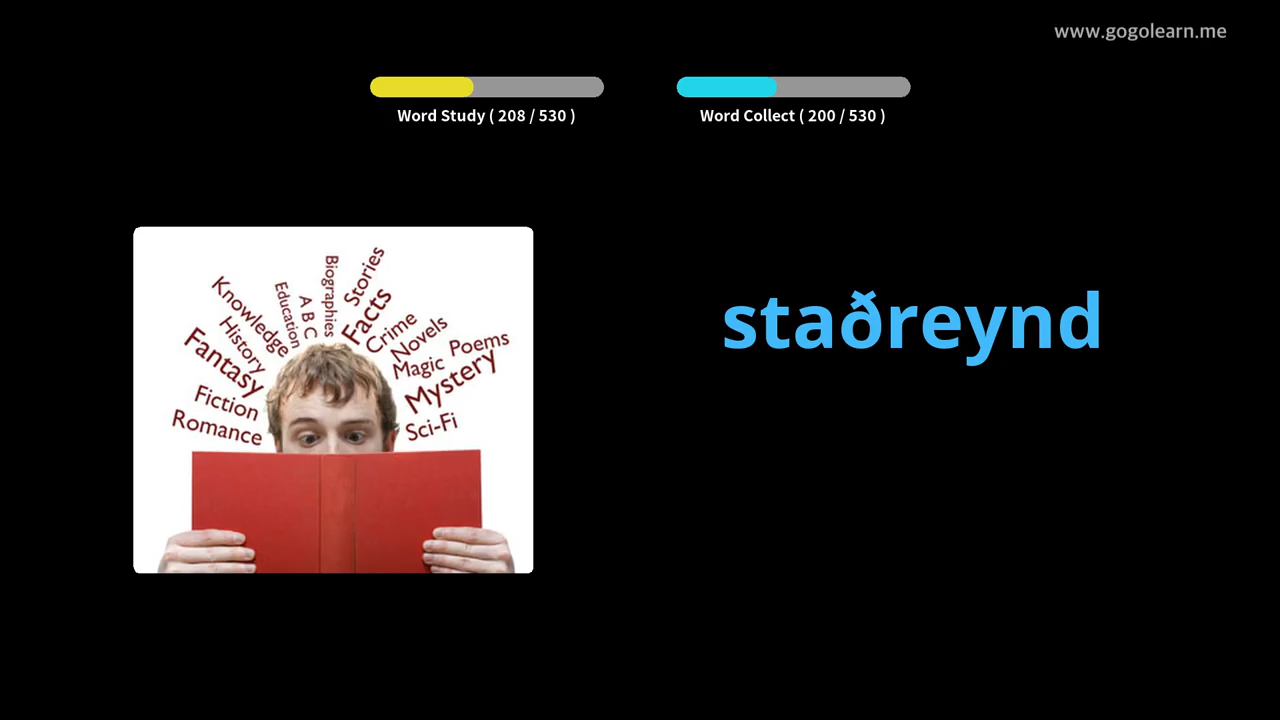 www.gogolearn.me
Word Study ( 208 / 530 )
Word Collect ( 200 / 530 )
staðreynd
Stories
Biographies
Facts
A B C
Education
Knowledge
Crime
History
Novels
Poems
Fantasy
Magic
Mystery
Fiction
Sci-Fi
Romance